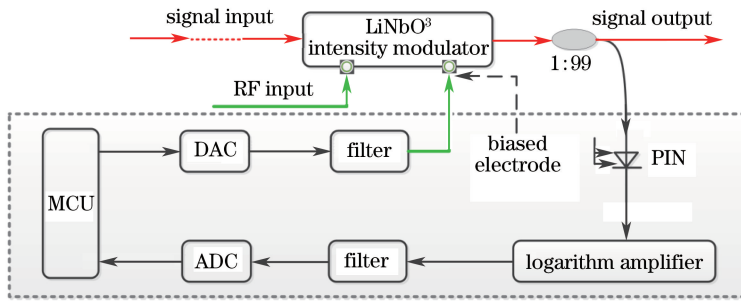 signal input
LiNbO³
intensity modulator
signal output
1:99
RF input
biased
electrode
DAC
filter
PIN
MCU
ADC
filter
logarithm amplifier